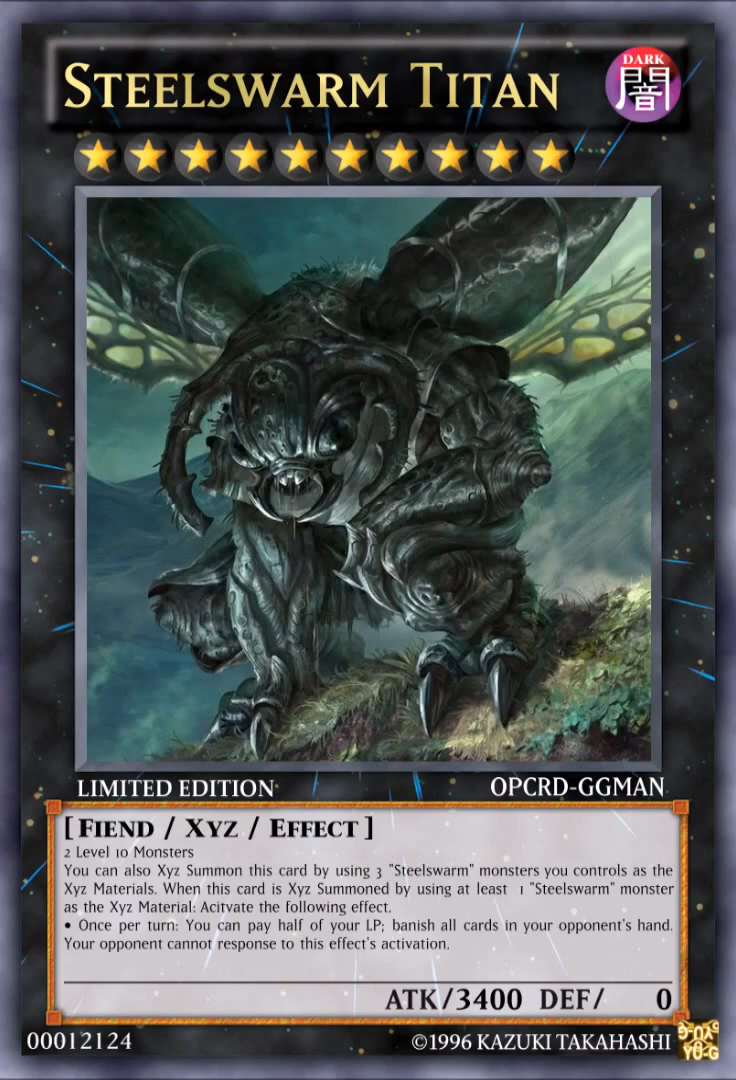 STEELSWARM TITAN
DARK
闇
LIMITED EDITION
OPCRD-GGMAN
[ FIEND / XYZ / EFFECT ]
2 Level 10 Monsters
You can also Xyz Summon this card by using 3 "Steelswarm" monsters you controls as the
Xyz Materials. When this card is Xyz Summoned by using at least 1 "Steelswarm" monster
as the Xyz Material: Acitvate the following effect.
• Once per turn: You can pay half of your LP; banish all cards in your opponent's hand.
Your opponent cannot response to this effect's activation.
ATK/3400 DEF/ 0
00012124
©1996 KAZUKI TAKAHASHI